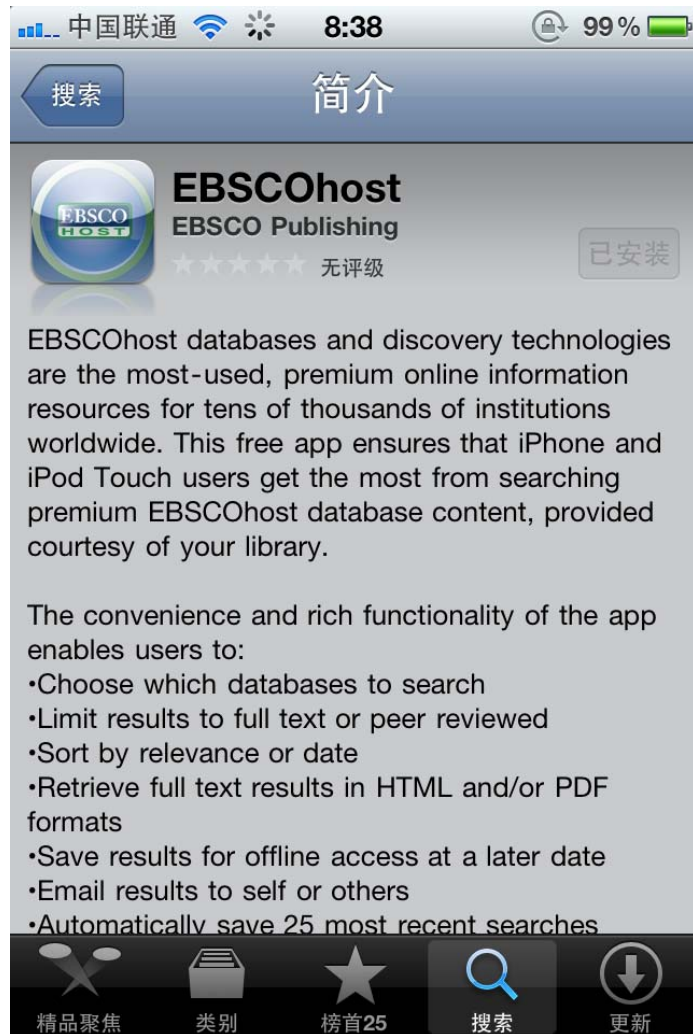 中国联通 8:38 99%
搜索 简介
EBSCOhost
EBSCO Publishing
EBSCO
HOST
无评级
已安装
EBSCOhost databases and discovery technologies
are the most-used, premium online information
resources for tens of thousands of institutions
worldwide. This free app ensures that iPhone and
iPod Touch users get the most from searching
premium EBSCOhost database content, provided
courtesy of your library.
The convenience and rich functionality of the app
enables users to:
•Choose which databases to search
•Limit results to full text or peer reviewed
•Sort by relevance or date
•Retrieve full text results in HTML and/or PDF
formats
•Save results for offline access at a later date
•Email results to self or others
•Automatically save 25 most recent searches
精品聚焦 类别 榜首25 搜索 更新